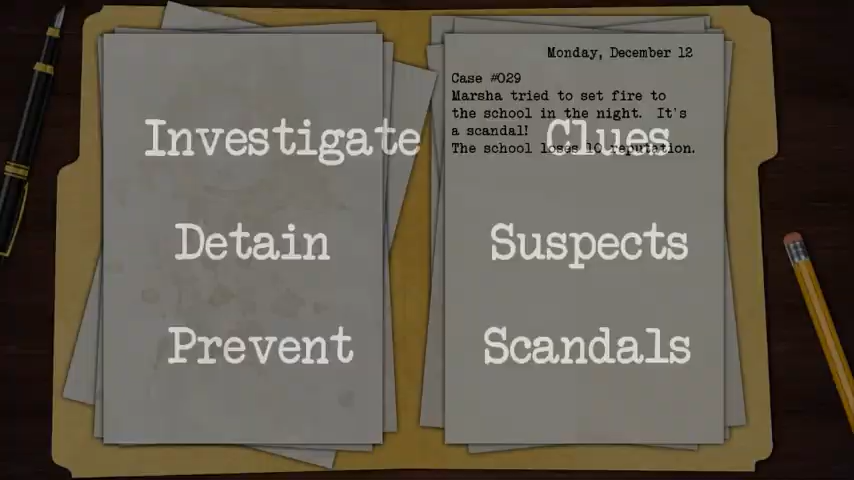 Monday, December 12
Case #029
Marsha tried to set fire to
the school in the night. It's
a scandal!
The school loses 10 reputation.
Investigate
Clues
Detain
Suspects
Prevent
Scandals